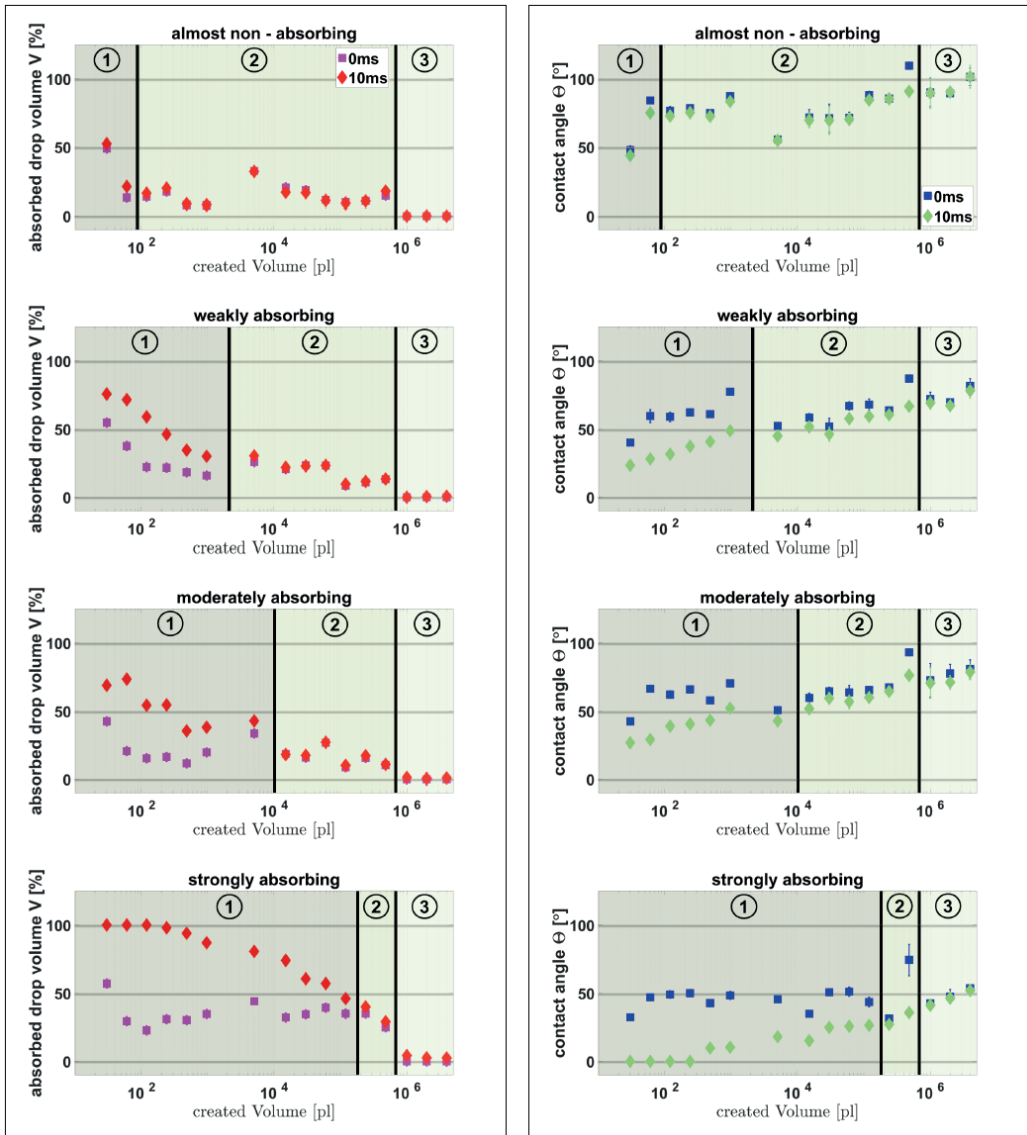 almost non - absorbing
absorbed drop volume V [%]
100
50
0
① ② ③
0ms
10ms
10 2 10 4 10 6
created Volume [pl]
weakly absorbing
absorbed drop volume V [%]
100
50
0
① ② ③
10 2 10 4 10 6
created Volume [pl]
moderately absorbing
absorbed drop volume V [%]
100
50
0
① ② ③
10 2 10 4 10 6
created Volume [pl]
strongly absorbing
absorbed drop volume V [%]
100
50
0
① ② ③
10 2 10 4 10 6
created Volume [pl]
almost non - absorbing
contact angle Θ [°]
100
50
0
① ② ③
0ms
10ms
10 2 10 4 10 6
created Volume [pl]
weakly absorbing
contact angle Θ [°]
100
50
0
① ② ③
10 2 10 4 10 6
created Volume [pl]
moderately absorbing
contact angle Θ [°]
100
50
0
① ② ③
10 2 10 4 10 6
created Volume [pl]
strongly absorbing
contact angle Θ [°]
100
50
0
① ② ③
10 2 10 4 10 6
created Volume [pl]